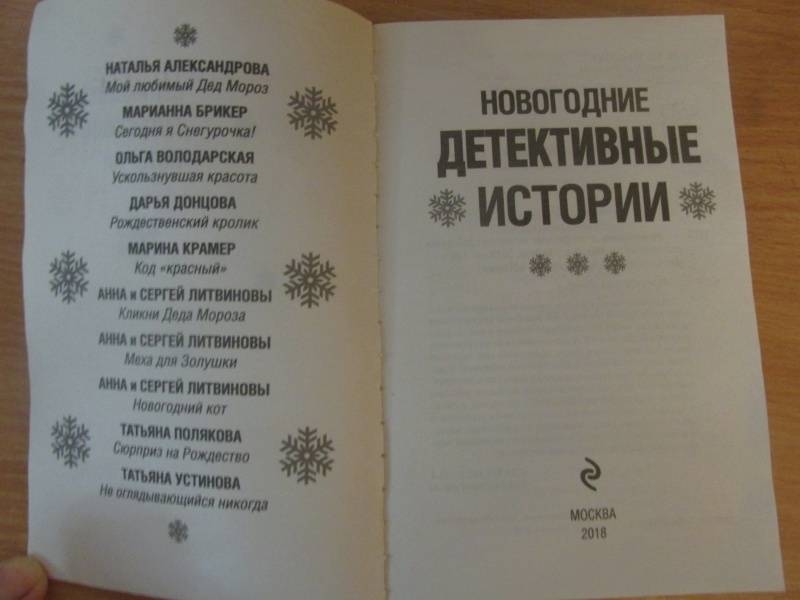 НАТАЛЬЯ АЛЕКСАНДРОВА
Мой любимый Дед Мороз
МАРИАННА БРИКЕР
Сегодня я Снегурочка!
ОЛЬГА ВОЛОДАРСКАЯ
Ускользнувшая красота
ДАРЬЯ ДОНЦОВА
Рождественский кролик
МАРИНА КРАМЕР
Код «красный»
АННА и СЕРГЕЙ ЛИТВИНОВЫ
Кликни Деда Мороза
АННА и СЕРГЕЙ ЛИТВИНОВЫ
Меха для Золушки
АННА и СЕРГЕЙ ЛИТВИНОВЫ
Новогодний кот
ТАТЬЯНА ПОЛЯКОВА
Сюрприз на Рождество
ТАТЬЯНА УСТИНОВА
Не оглядывающийся никогда
НОВОГОДНИЕ
ДЕТЕКТИВНЫЕ
ИСТОРИИ
МОСКВА
2018